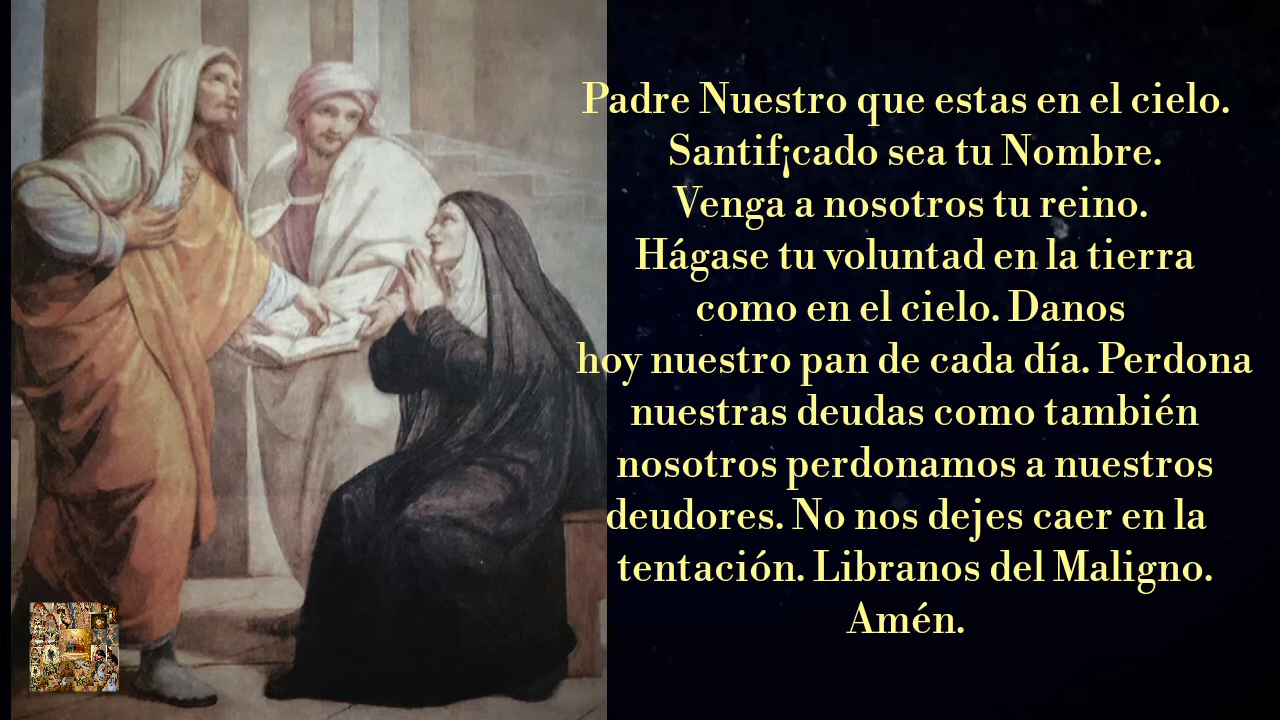 Padre Nuestro que estas en el cielo.
Santif¡cado sea tu Nombre.
Venga a nosotros tu reino.
Hágase tu voluntad en la tierra
como en el cielo. Danos
hoy nuestro pan de cada día. Perdona
nuestras deudas como también
nosotros perdonamos a nuestros
deudores. No nos dejes caer en la
tentación. Libranos del Maligno.
Amén.